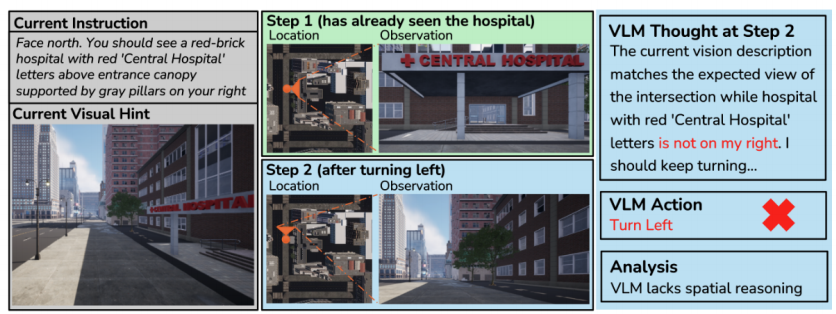 Current Instruction
Face north. You should see a red-brick
hospital with red 'Central Hospital'
letters above entrance canopy
supported by gray pillars on your right
Current Visual Hint
CENTRAL HOSPITAL
Step 1 (has already seen the hospital)
Location Observation
CENTRAL HOSPITAL
Step 2 (after turning left)
Location Observation
VLM Thought at Step 2
The current vision description
matches the expected view of
the intersection while hospital
with red 'Central Hospital'
letters is not on my right. I
should keep turning...
VLM Action
Turn Left
Analysis
VLM lacks spatial reasoning